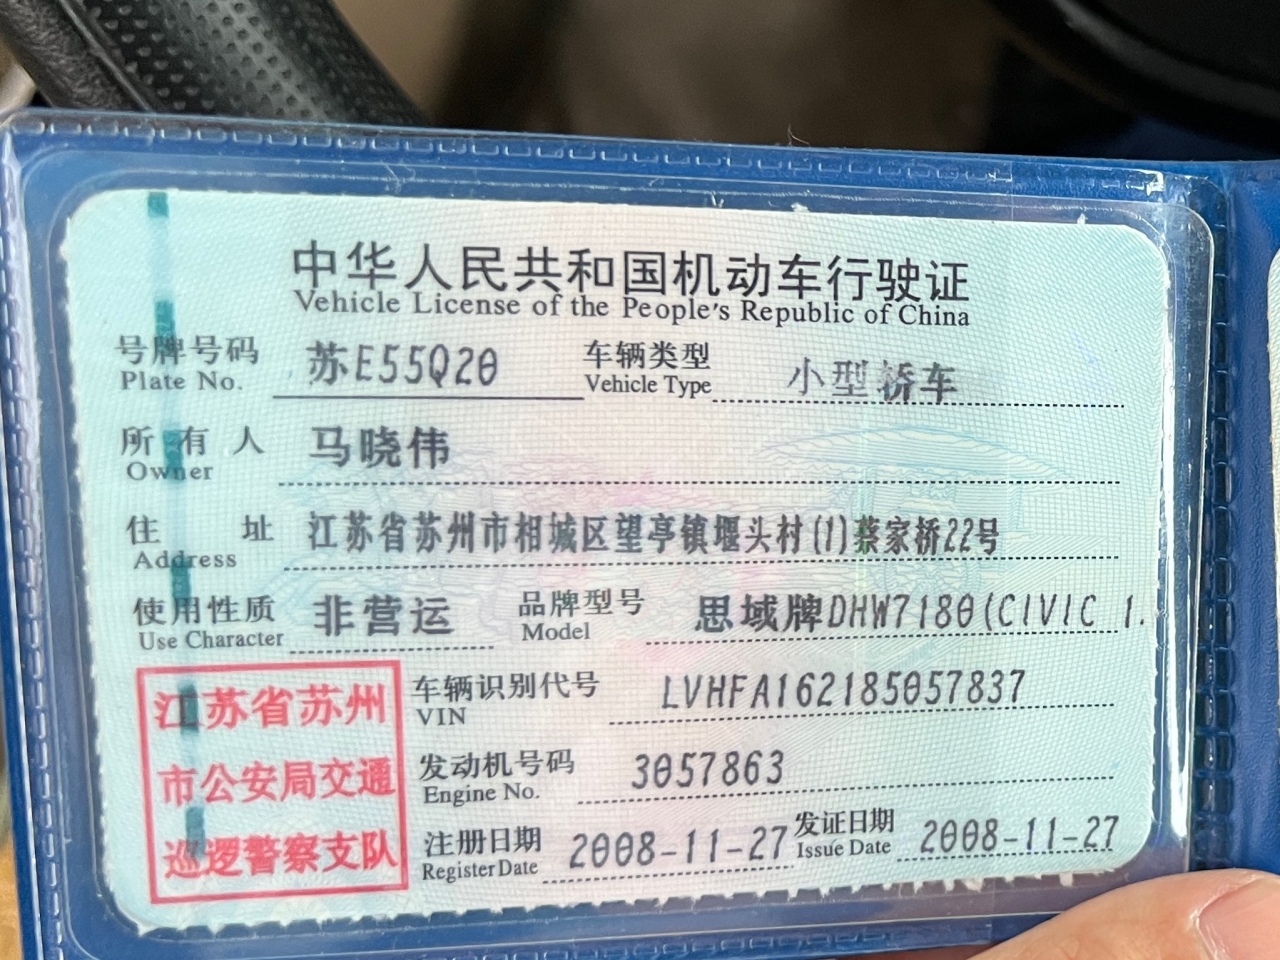 中华人民共和国机动车行驶证
Vehicle License of the People's Republic of China
号牌号码 苏E55Q20 车辆类型 小型轿车
Plate No. Vehicle Type
所有人 马晓伟
Owner
住址 江苏省苏州市相城区望亭镇堰头村(1)蔡家桥22号
Address
使用性质 非营运 品牌型号 思域牌DHW7180(CIVIC 1.
Use Character Model
江苏省苏州
市公安局交通
巡逻警察支队
车辆识别代号 LVHFA162185057837
VIN
发动机号码 3057863
Engine No.
注册日期 2008-11-27 发证日期 2008-11-27
Register Date Issue Date